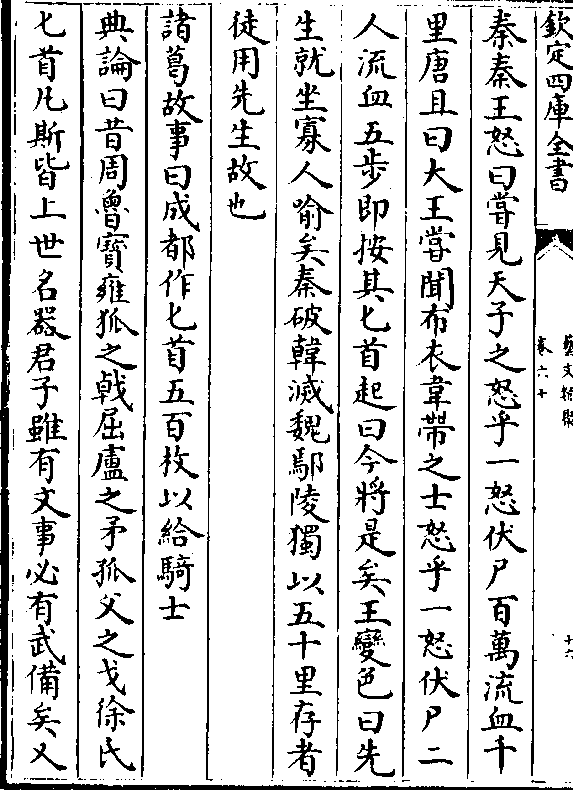 欽定四庫全書
藝文類聚
卷六十
十六
秦秦王怒曰嘗見天子之怒乎一怒伏尸百萬流血千
里唐且曰大王嘗聞布衣韋帶之士怒乎一怒伏尸二
人流血五步即按其匕首起曰今將是矣王變色曰先
生就坐寡人喻矣秦破韓滅魏鄢陵獨以五十里存者
徒用先生故也
諸葛故事曰成都作匕首五百枚以給騎士
典論曰昔周魯寶雍狐之戟屈盧之矛孤父之戈徐氏
匕首凡斯皆上世名器君子雖有文事必有武備矣又